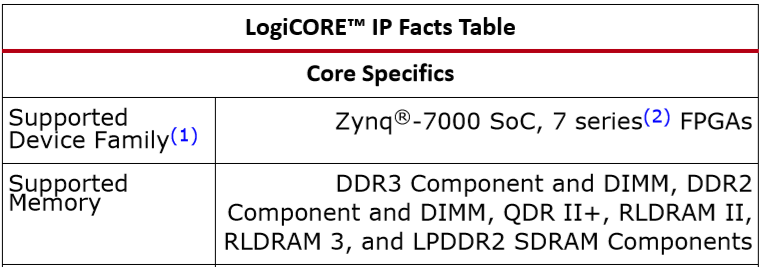 LogiCORE™ IP Facts Table
Core Specifics
Supported
Device Family(1)
Zynq®-7000 SoC, 7 series(2) FPGAs
Supported
Memory
DDR3 Component and DIMM, DDR2
Component and DIMM, QDR II+, RLDRAM II,
RLDRAM 3, and LPDDR2 SDRAM Components